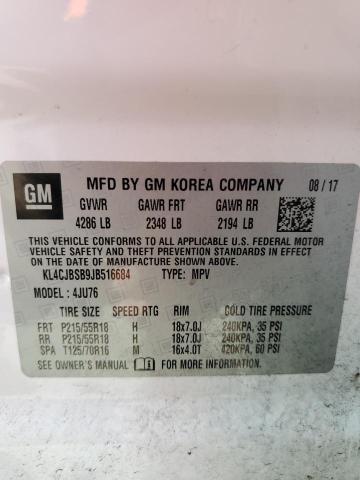 GM
MFD BY GM KOREA COMPANY 08/17
GVWR GAWR FRT GAWR RR
4286 LB 2348 LB 2194 LB
THIS VEHICLE CONFORMS TO ALL APPLICABLE U.S. FEDERAL MOTOR
VEHICLE SAFETY, BUMPER, AND THEFT PREVENTION STANDARDS IN
EFFECT ON THE DATE OF MANUFACTURE SHOWN ABOVE.
KL4CJBSB9JB516684 TYPE: MPV
MODEL : 4JU76
TIRE SIZE SPEED RTG RIM COLD TIRE PRESSURE
FRT P215/55R18 H 18x7.0J 240KPA, 35 PSI
RR P215/55R18 H 18x7.0J 240KPA, 35 PSI
SPA T125/70R16 M 16x4.0T 420KPA, 60 PSI
SEE OWNER'S MANUAL FOR ADDITIONAL INFORMATION.